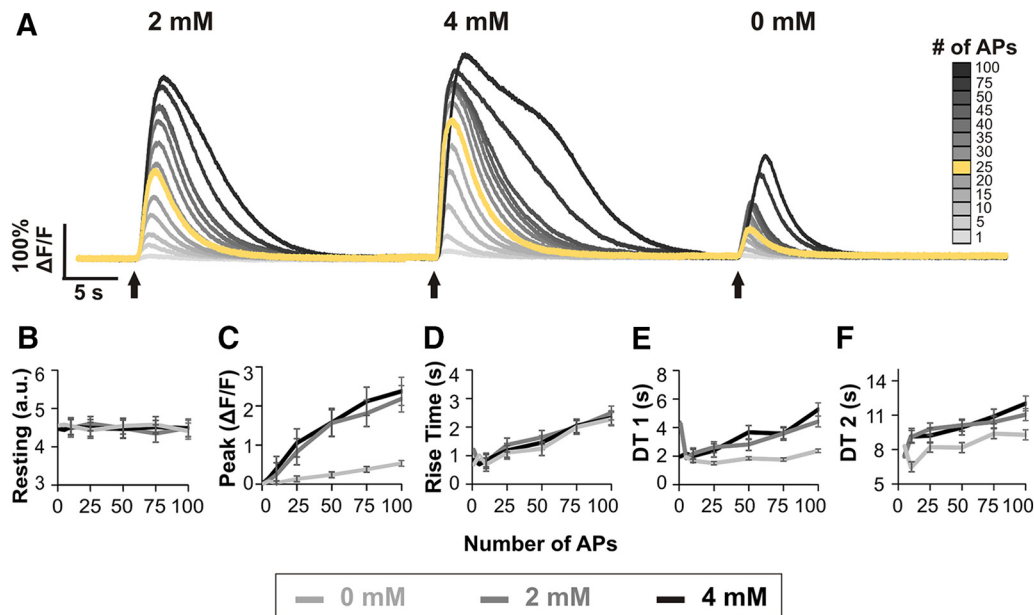 A
2 mM
4 mM
0 mM
# of APs
100
75
50
45
40
35
30
25
20
15
10
5
1
100%
ΔF/F
5 s
B
C
D
E
F
Resting (a.u.)
6
5
4
3
0 25 50 75 100
Peak (ΔF/F)
3
2
1
0
0 25 50 75 100
Rise Time (s)
4
3
2
1
0
0 25 50 75 100
DT 1 (s)
8
6
4
2
0
0 25 50 75 100
DT 2 (s)
14
11
8
5
0 25 50 75 100
Number of APs
0 mM 2 mM 4 mM